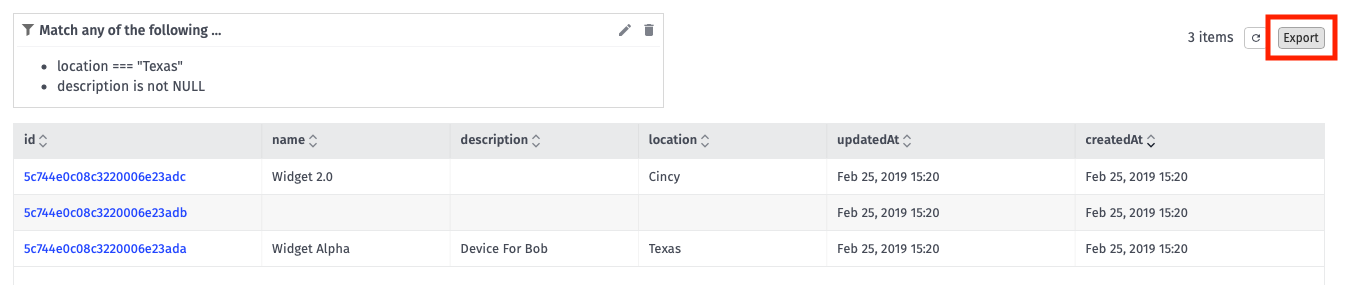 Match any of the following ...
3 items Export
location === "Texas"
description is not NULL
id name description location updatedAt createdAt
5c744e0c08c3220006e23adc Widget 2.0 Cincy Feb 25, 2019 15:20 Feb 25, 2019 15:20
5c744e0c08c3220006e23adb Feb 25, 2019 15:20 Feb 25, 2019 15:20
5c744e0c08c3220006e23ada Widget Alpha Device For Bob Texas Feb 25, 2019 15:20 Feb 25, 2019 15:20